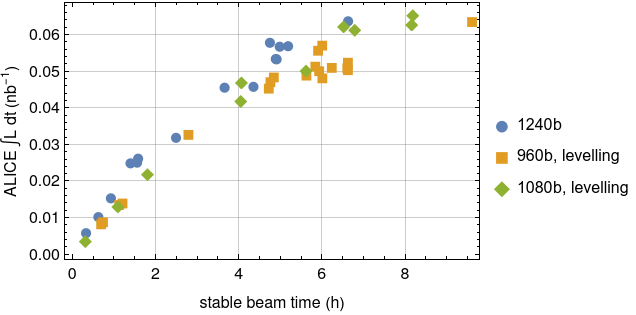 ALICE ∫L dt (nb⁻¹)
0.06
0.05
0.04
0.03
0.02
0.01
0.00
0 2 4 6 8
stable beam time (h)
1240b
960b, levelling
1080b, levelling